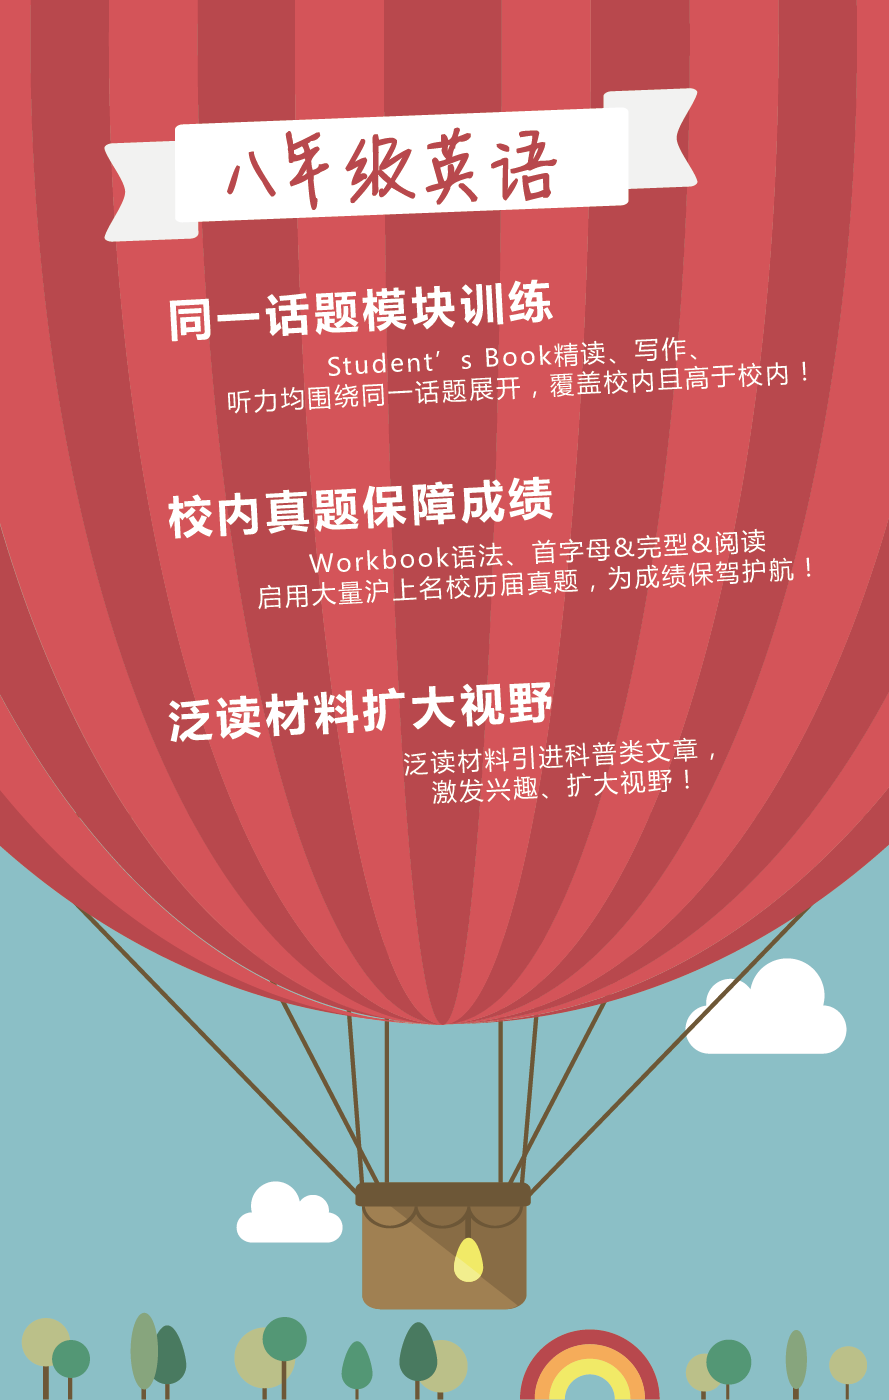 八年级英语
同一话题模块训练
Student’s Book精读、写作、
听力均围绕同一话题展开，覆盖校内且高于校内！
校内真题保障成绩
Workbook语法、首字母&完型&阅读
启用大量沪上名校历届真题，为成绩保驾护航！
泛读材料扩大视野
泛读材料引进科普类文章，
激发兴趣、扩大视野！